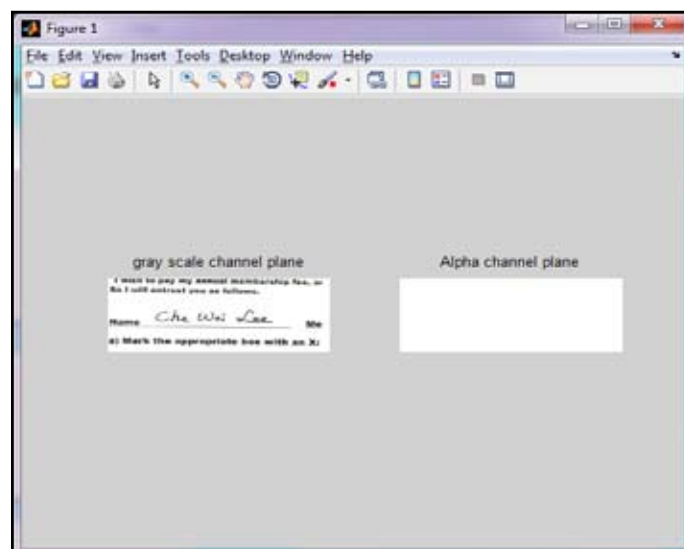 Figure 1
File Edit View Insert Tools Desktop Window Help
gray scale channel plane
Alpha channel plane
I wish to pay my annual membership fee, or
So I will entrust you as follows.
Name Che Wei Lee Me
a) Mark the appropriate box with an X: